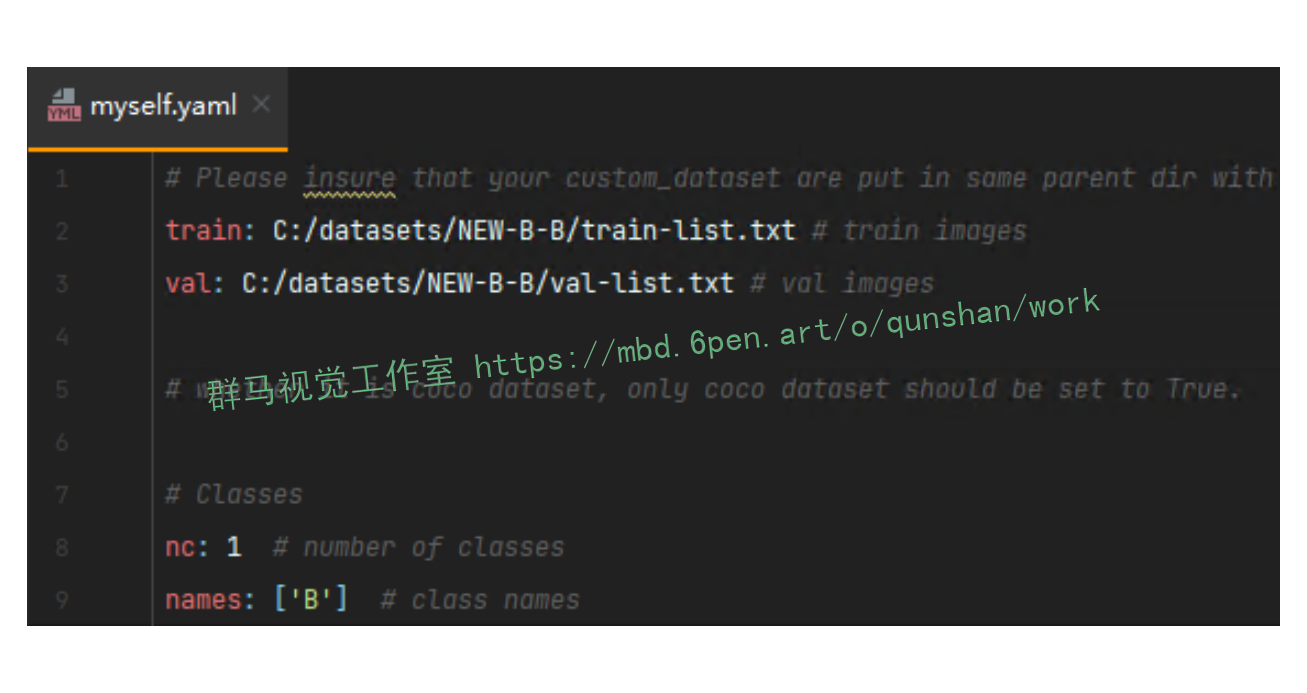 YML myself.yaml ×
1 # Please insure that your custom_dataset are put in same parent dir with
2 train: C:/datasets/NEW-B-B/train-list.txt # train images
3 val: C:/datasets/NEW-B-B/val-list.txt # val images
4
群马视觉工作室 https://mbd.6pen.art/o/qunshan/work
5 # is coco dataset, only coco dataset should be set to True.
6
7 # Classes
8 nc: 1 # number of classes
9 names: ['B'] # class names